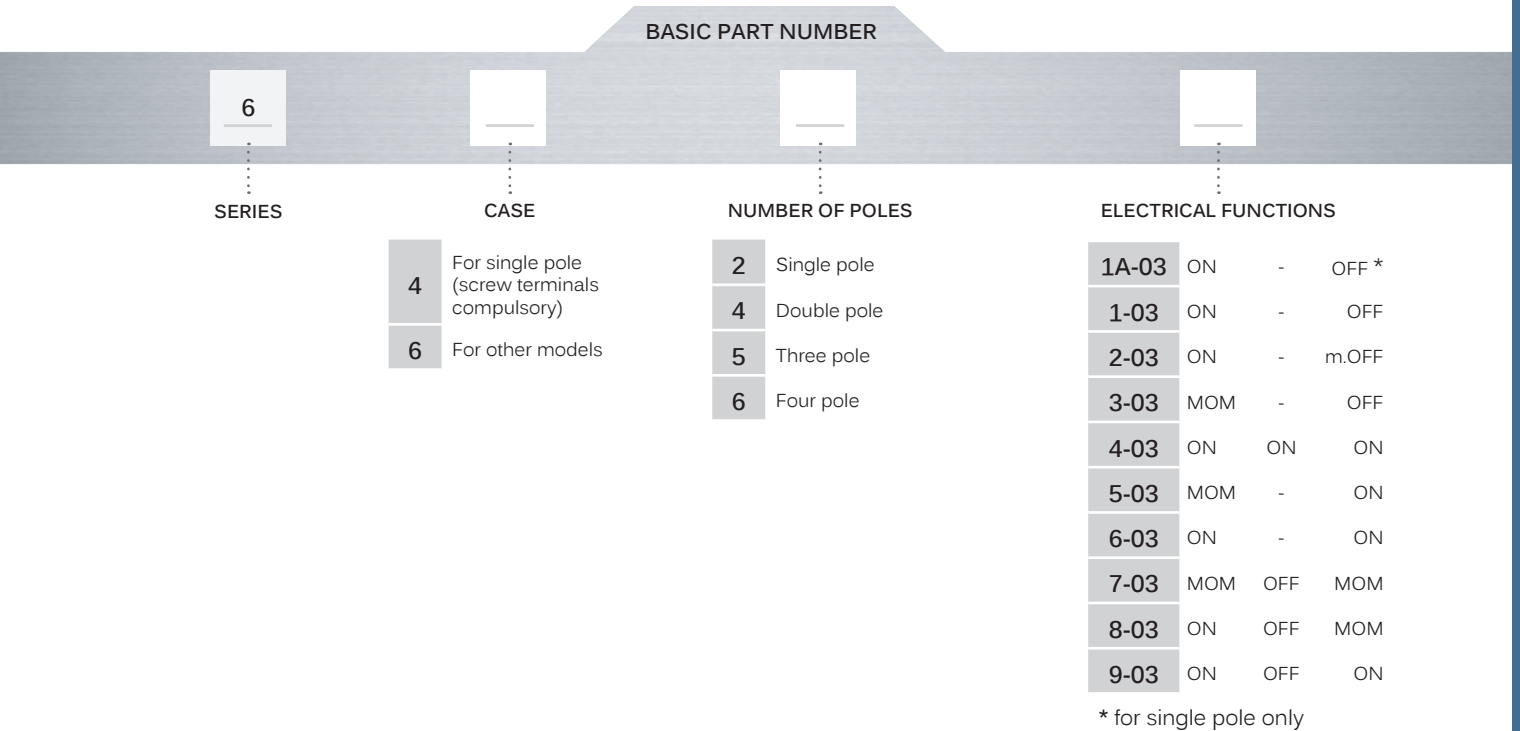 BASIC PART NUMBER
6
SERIES
CASE
4 For single pole
(screw terminals
compulsory)
6 For other models
NUMBER OF POLES
2 Single pole
4 Double pole
5 Three pole
6 Four pole
ELECTRICAL FUNCTIONS
1A-03 ON - OFF *
1-03 ON - OFF
2-03 ON - m.OFF
3-03 MOM - OFF
4-03 ON ON ON
5-03 MOM - ON
6-03 ON - ON
7-03 MOM OFF MOM
8-03 ON OFF MOM
9-03 ON OFF ON
* for single pole only